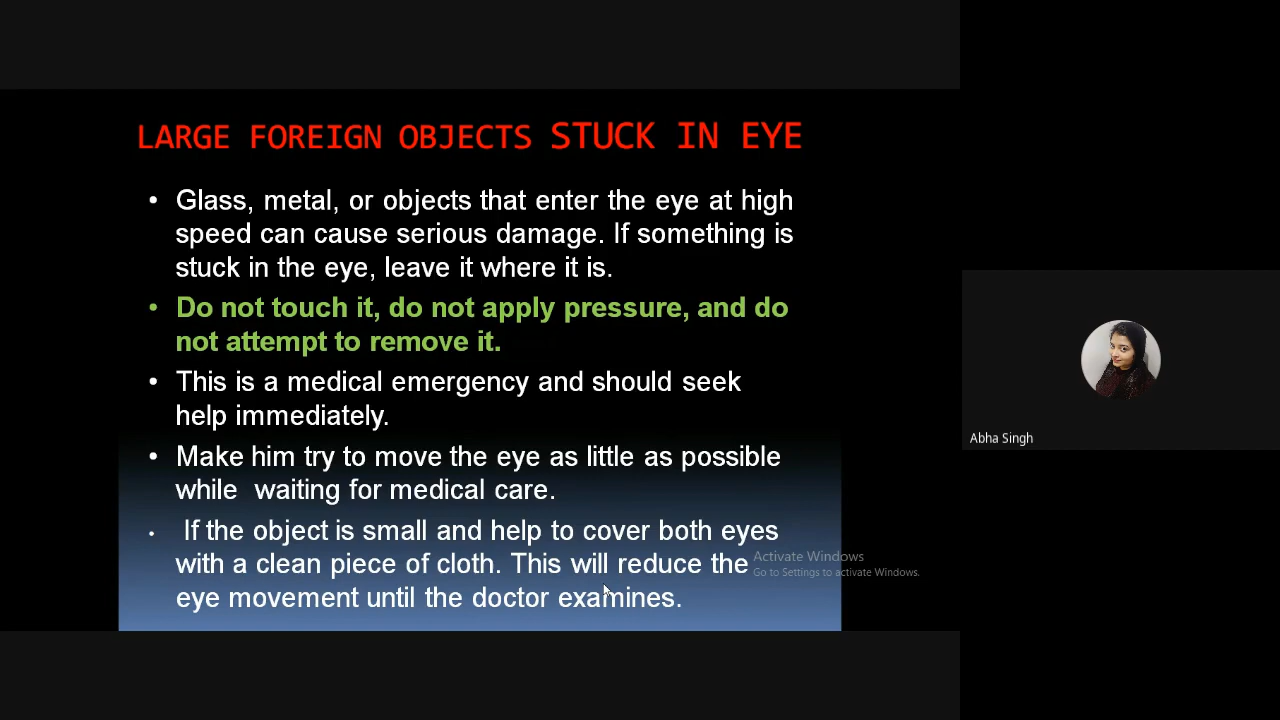 LARGE FOREIGN OBJECTS STUCK IN EYE
• Glass, metal, or objects that enter the eye at high
speed can cause serious damage. If something is
stuck in the eye, leave it where it is.
• Do not touch it, do not apply pressure, and do
not attempt to remove it.
• This is a medical emergency and should seek
help immediately.
• Make him try to move the eye as little as possible
while  waiting for medical care.
• If the object is small and help to cover both eyes
with a clean piece of cloth. This will reduce the
eye movement until the doctor examines.
Activate Windows
Go to Settings to activate Windows.
Abha Singh